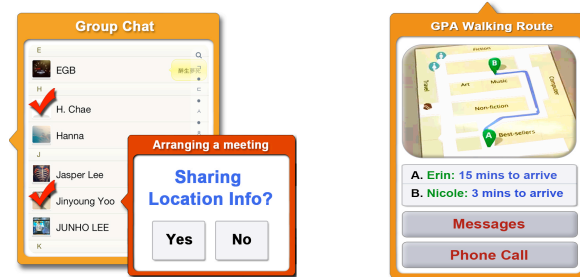 Group Chat
E
EGB
H
H. Chae
Hanna
J
Jasper Lee
Jinyoung Yoo
JUNHO LEE
K
Arranging a meeting
Sharing
Location Info?
Yes
No
GPA Walking Route
B
Fiction
Travel
Art
Music
Computer
Non-fiction
A
Best-sellers
A. Erin: 15 mins to arrive
B. Nicole: 3 mins to arrive
Messages
Phone Call